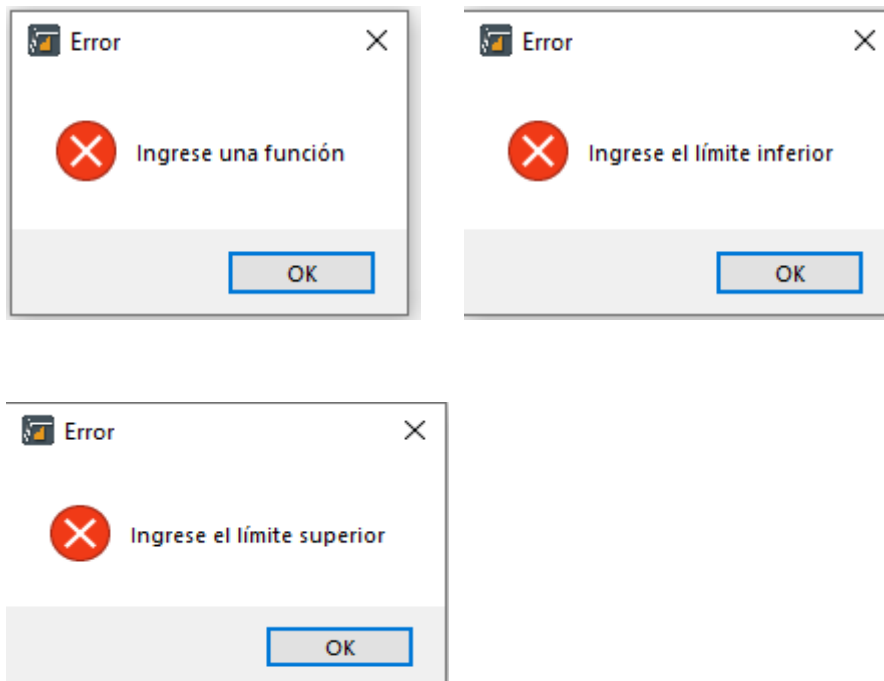 Error
Ingrese una función
OK
Error
Ingrese el límite inferior
OK
Error
Ingrese el límite superior
OK